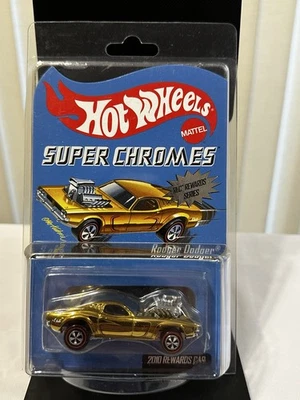 Hot Wheels
MATTEL
SUPER CHROMES
RLC REWARDS
SERIES
Rodger Dodger
2010 REWARDS CAR